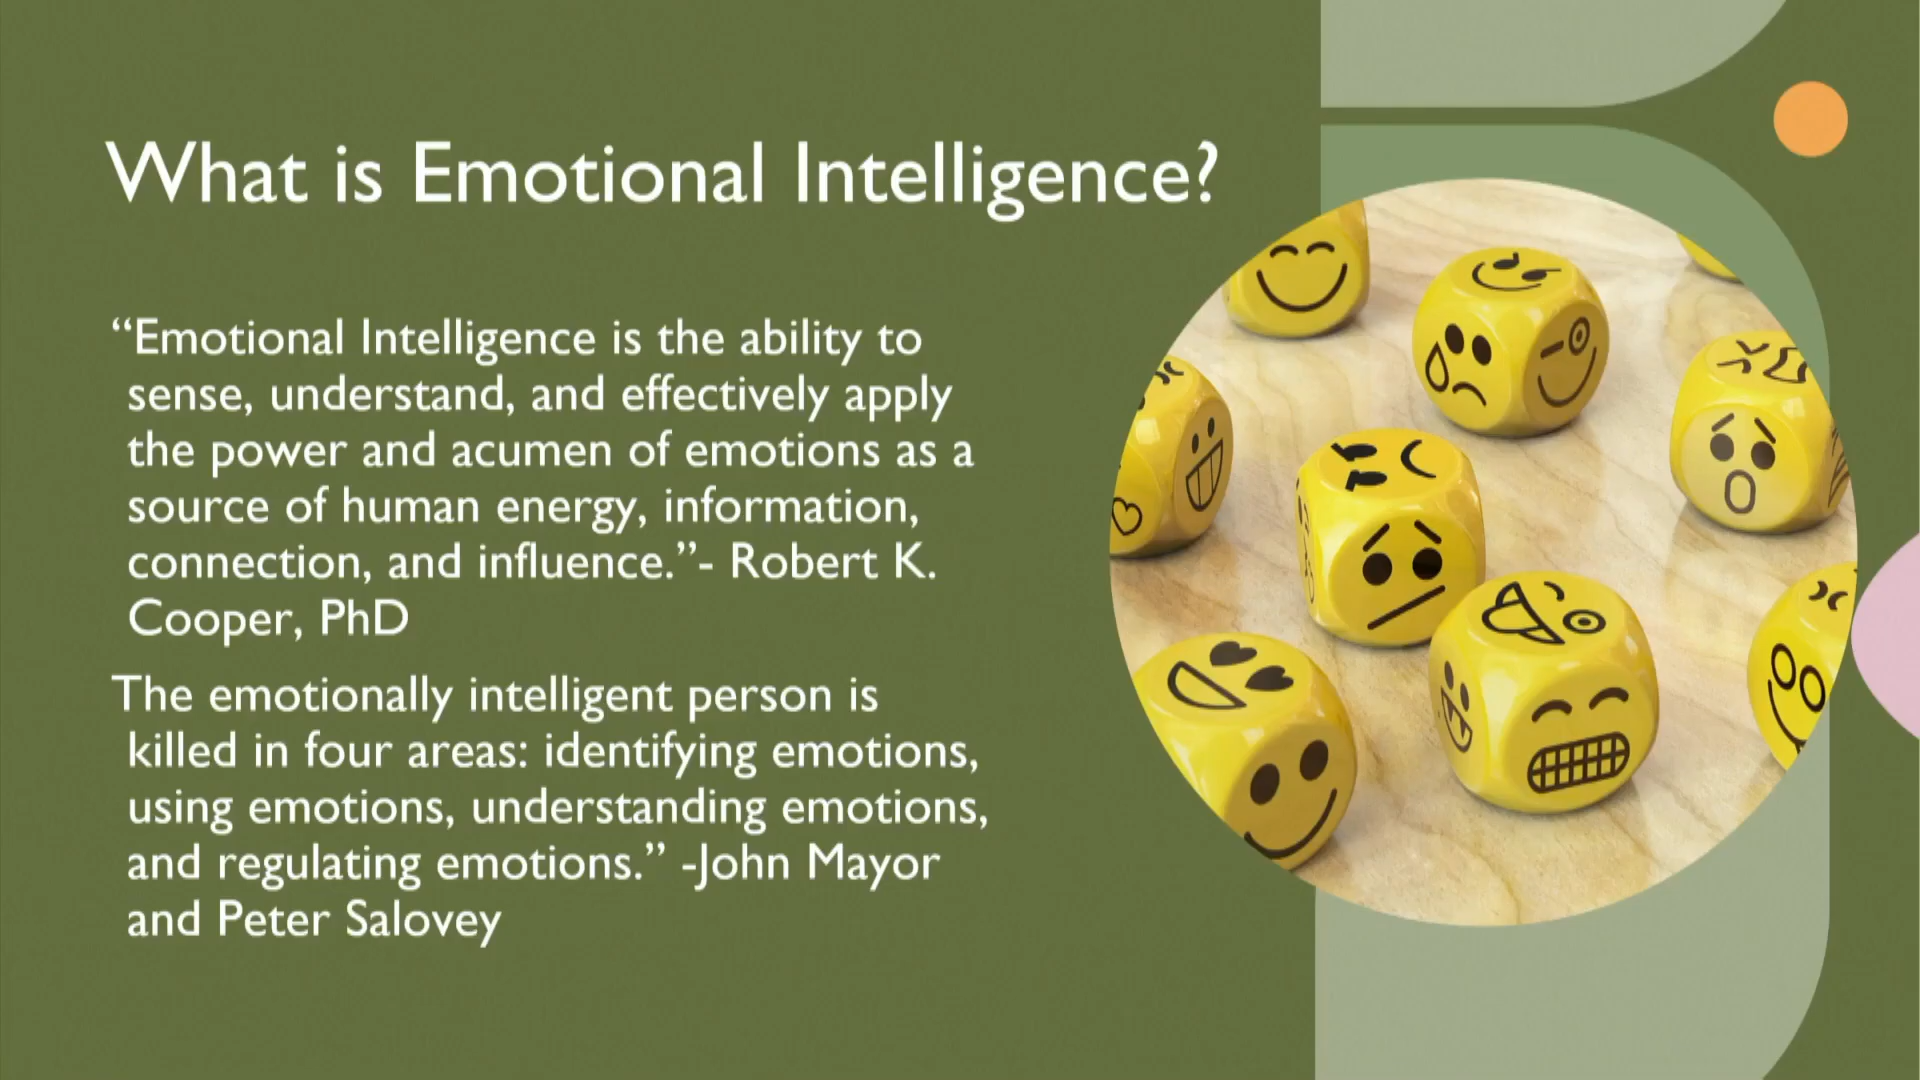 What is Emotional Intelligence?
“Emotional Intelligence is the ability to
sense, understand, and effectively apply
the power and acumen of emotions as a
source of human energy, information,
connection, and influence.”- Robert K.
Cooper, PhD
The emotionally intelligent person is
killed in four areas: identifying emotions,
using emotions, understanding emotions,
and regulating emotions.” -John Mayor
and Peter Salovey